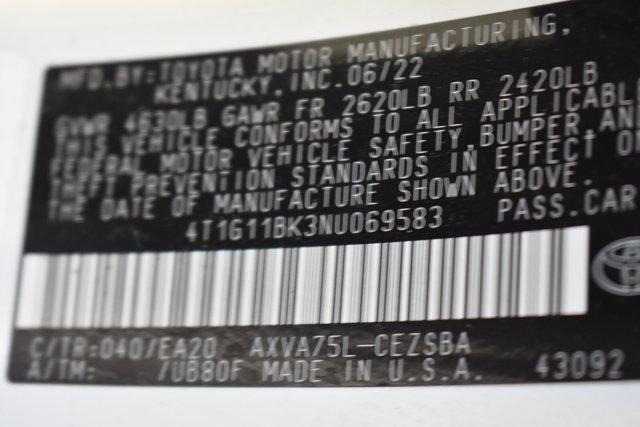 MFD.BY:TOYOTA MOTOR MANUFACTURING,
KENTUCKY,INC.06/22
GVWR 4630LB GAWR FR 2620LB RR 2420LB
THIS VEHICLE CONFORMS TO ALL APPLICABLE
FEDERAL MOTOR VEHICLE SAFETY,BUMPER,AND
THEFT PREVENTION STANDARDS IN EFFECT ON
THE DATE OF MANUFACTURE SHOWN ABOVE.
4T1G11BK3NU069583 PASS.CAR
C/TR:040/EA20 AXVA75L-CEZSBA
A/TM: /UB80F MADE IN U.S.A. 43092